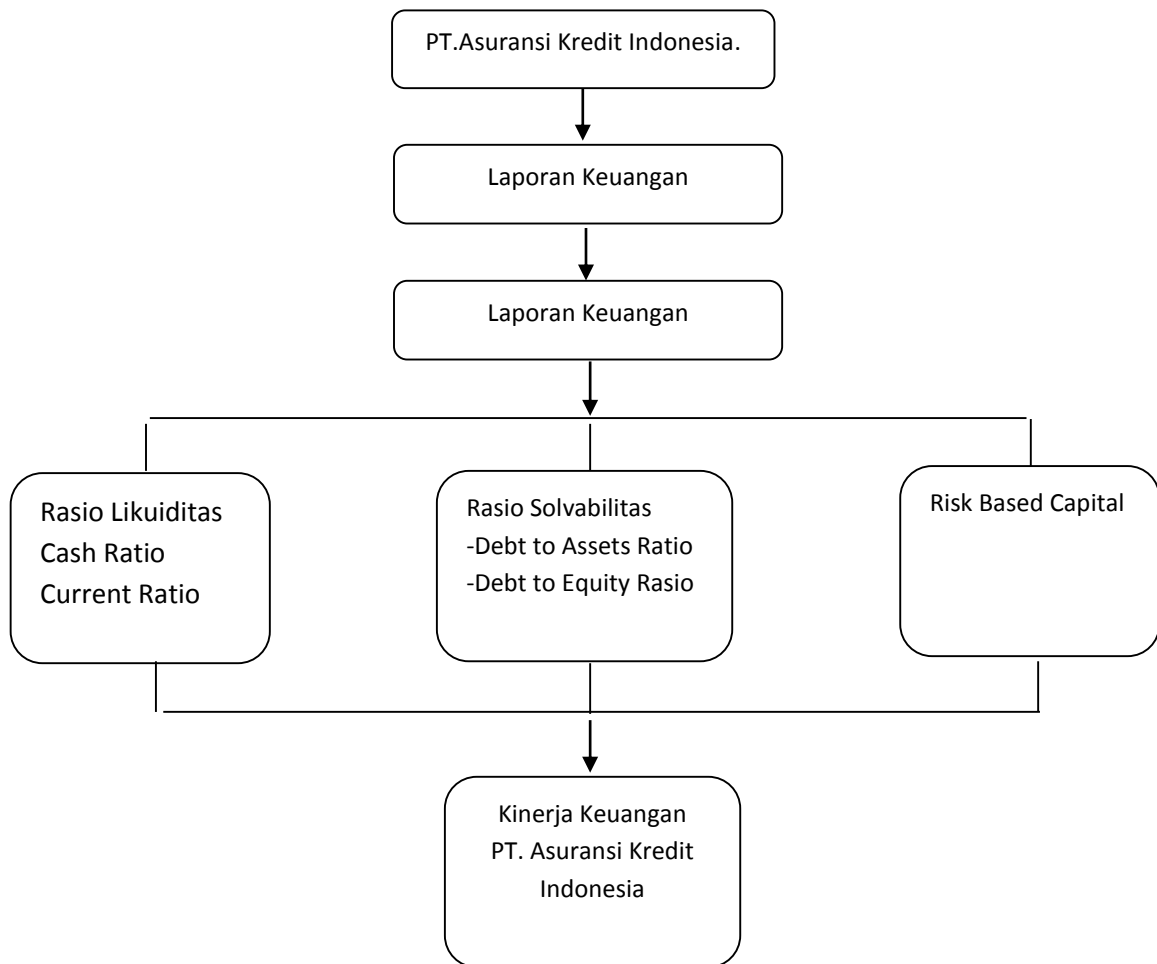 PT.Asuransi Kredit Indonesia.
Laporan Keuangan
Laporan Keuangan
Rasio Likuiditas
Cash Ratio
Current Ratio
Rasio Solvabilitas
-Debt to Assets Ratio
-Debt to Equity Rasio
Risk Based Capital
Kinerja Keuangan
PT. Asuransi Kredit
Indonesia